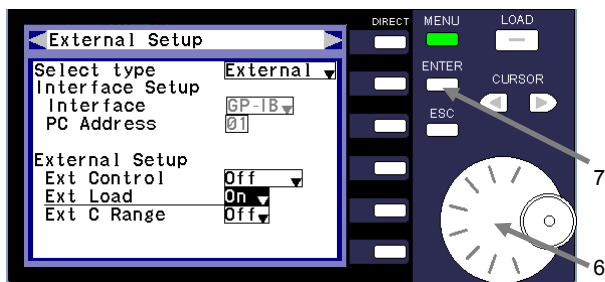 DIRECT MENU LOAD
External Setup
Select type External
Interface Setup
Interface GP-IB
PC Address 01
ENTER
CURSOR
ESC
External Setup
Ext Control Off
Ext Load On
Ext C Range Off
7
6